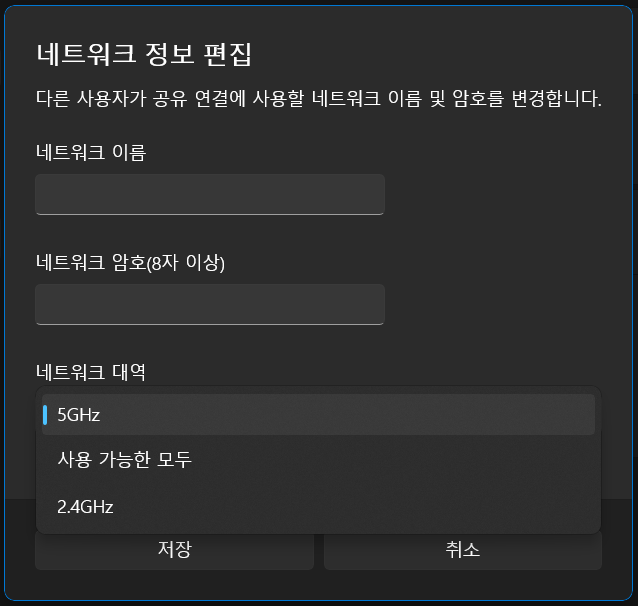 네트워크 정보 편집
다른 사용자가 공유 연결에 사용할 네트워크 이름 및 암호를 변경합니다.
네트워크 이름
네트워크 암호(8자 이상)
네트워크 대역
5GHz
사용 가능한 모두
2.4GHz
저장 취소